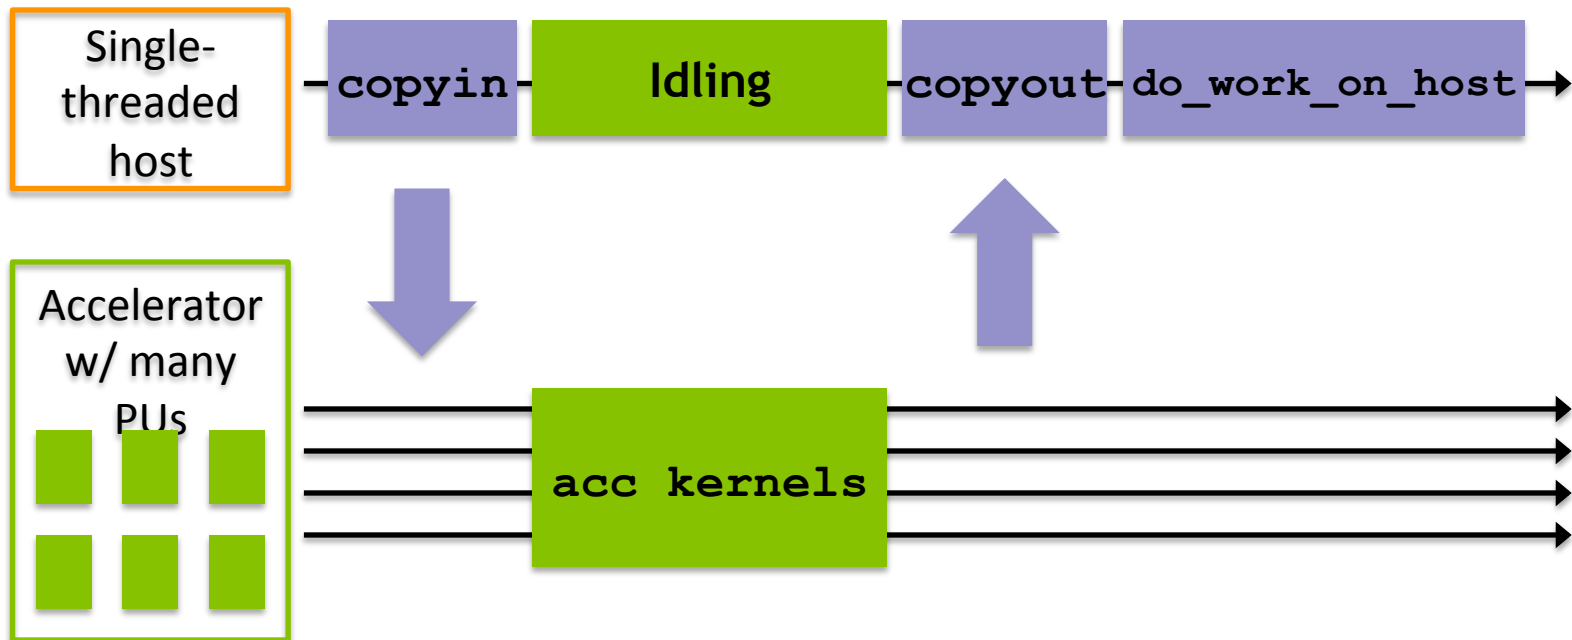 Single-
threaded
host
copyin
Idling
copyout
do_work_on_host
Accelerator
w/ many
PUs
acc kernels